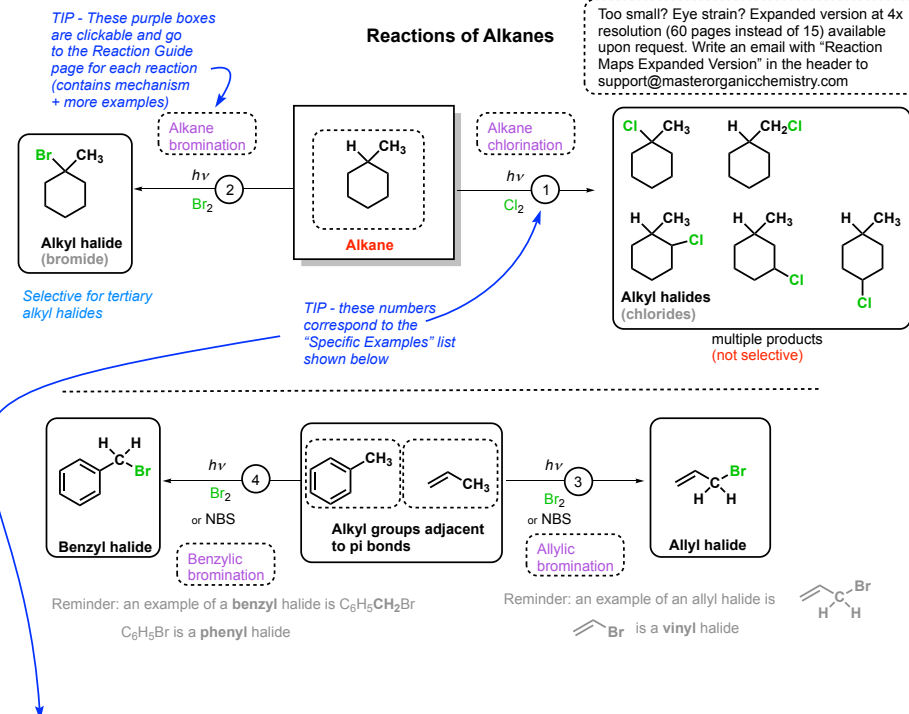 TIP - These purple boxes
are clickable and go
to the Reaction Guide
page for each reaction
(contains mechanism
+ more examples)
Reactions of Alkanes
Too small? Eye strain? Expanded version at 4x
resolution (60 pages instead of 15) available
upon request. Write an email with “Reaction
Maps Expanded Version” in the header to
support@masterorganicchemistry.com
Alkane
bromination
Alkane
chlorination
Br CH₃
Alkyl halide
(bromide)
hν
2
Br₂
H CH₃
Alkane
hν
1
Cl₂
Cl CH₃
H CH₂Cl
H CH₃
Cl
H CH₃
Cl
H CH₃
Cl
Alkyl halides
(chlorides)
Selective for tertiary
alkyl halides
TIP - these numbers
correspond to the
“Specific Examples” list
shown below
multiple products
(not selective)
H H
C
Br
Benzyl halide
hν
4
Br₂
or NBS
Benzylic
bromination
CH₃
CH₃
Alkyl groups adjacent
to pi bonds
hν
3
Br₂
or NBS
Allylic
bromination
Br
C
H H
Allyl halide
Reminder: an example of a benzyl halide is C₆H₅CH₂Br
C₆H₅Br is a phenyl halide
Reminder: an example of an allyl halide is
Br
C
H H
Br is a vinyl halide